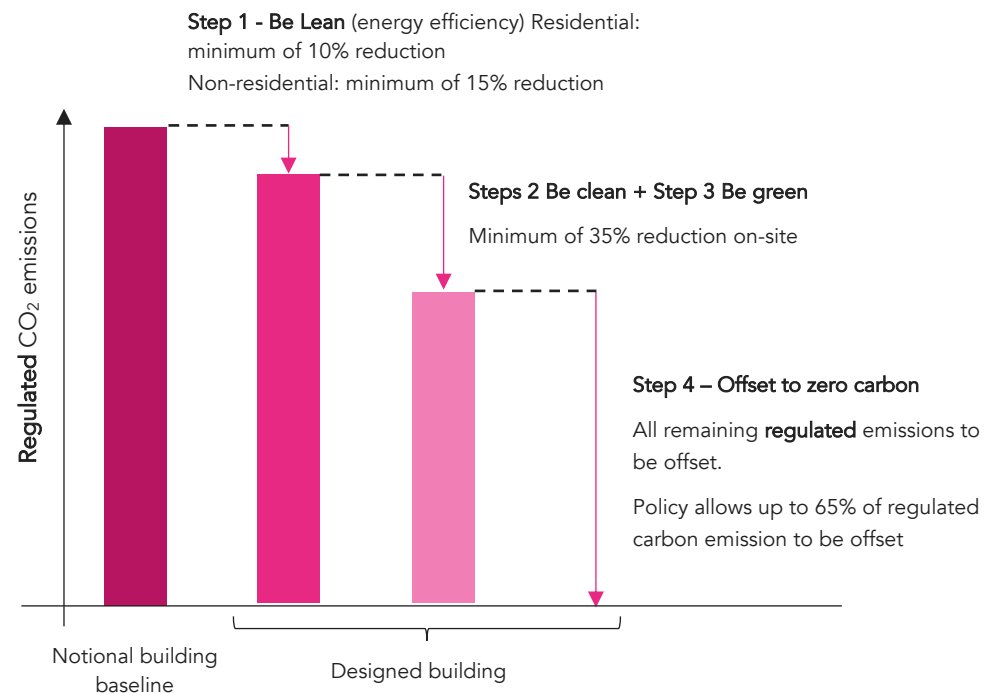 Step 1 - Be Lean (energy efficiency) Residential:
minimum of 10% reduction
Non-residential: minimum of 15% reduction
Regulated CO₂ emissions
Steps 2 Be clean + Step 3 Be green
Minimum of 35% reduction on-site
Step 4 – Offset to zero carbon
All remaining regulated emissions to
be offset.
Policy allows up to 65% of regulated
carbon emission to be offset
Notional building
baseline
Designed building